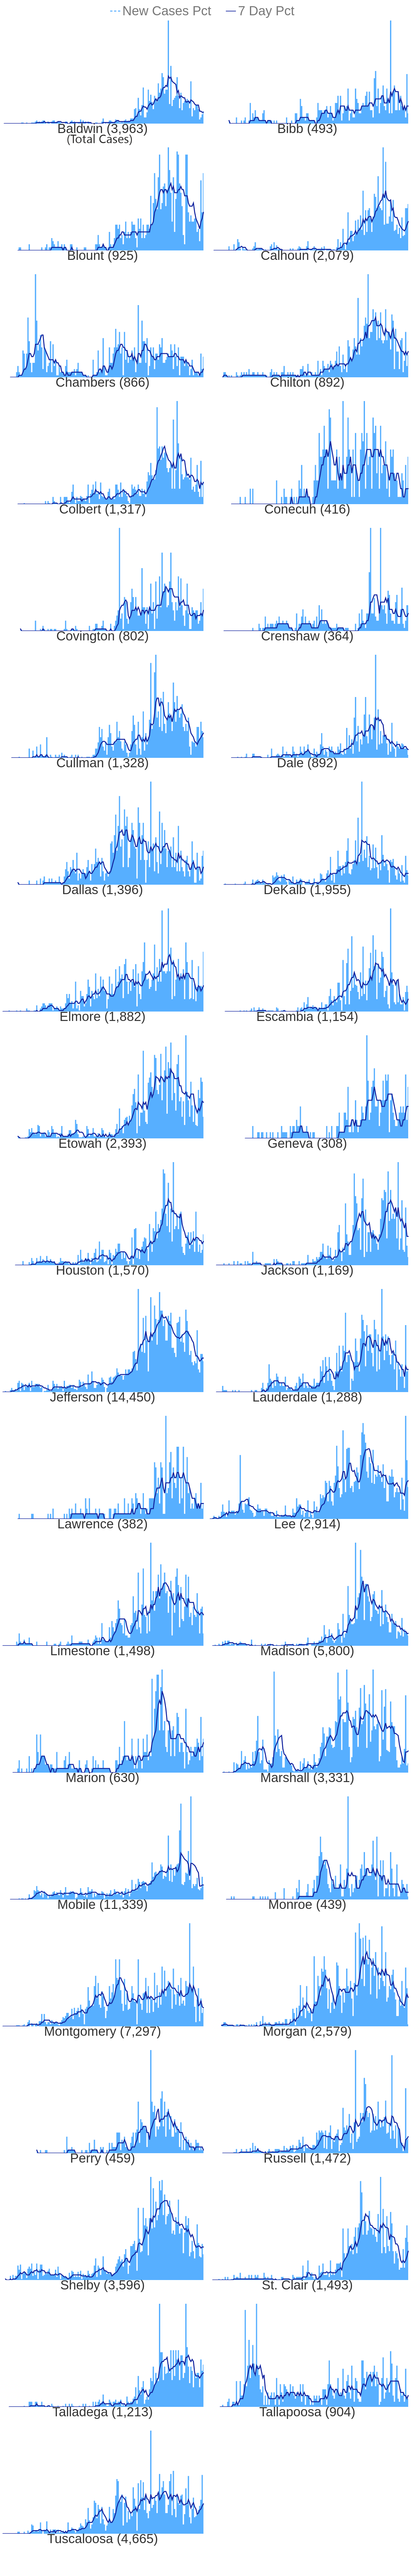 New Cases Pct 7 Day Pct
Baldwin (3,963) Bibb (493)
(Total Cases)
Blount (925) Calhoun (2,079)
Chambers (866) Chilton (892)
Colbert (1,317) Conecuh (416)
Covington (802) Crenshaw (364)
Cullman (1,328) Dale (892)
Dallas (1,396) DeKalb (1,955)
Elmore (1,882) Escambia (1,154)
Etowah (2,393) Geneva (308)
Houston (1,570) Jackson (1,169)
Jefferson (14,450) Lauderdale (1,288)
Lawrence (382) Lee (2,914)
Limestone (1,498) Madison (5,800)
Marion (630) Marshall (3,331)
Mobile (11,339) Monroe (439)
Montgomery (7,297) Morgan (2,579)
Perry (459) Russell (1,472)
Shelby (3,596) St. Clair (1,493)
Talladega (1,213) Tallapoosa (904)
Tuscaloosa (4,665)